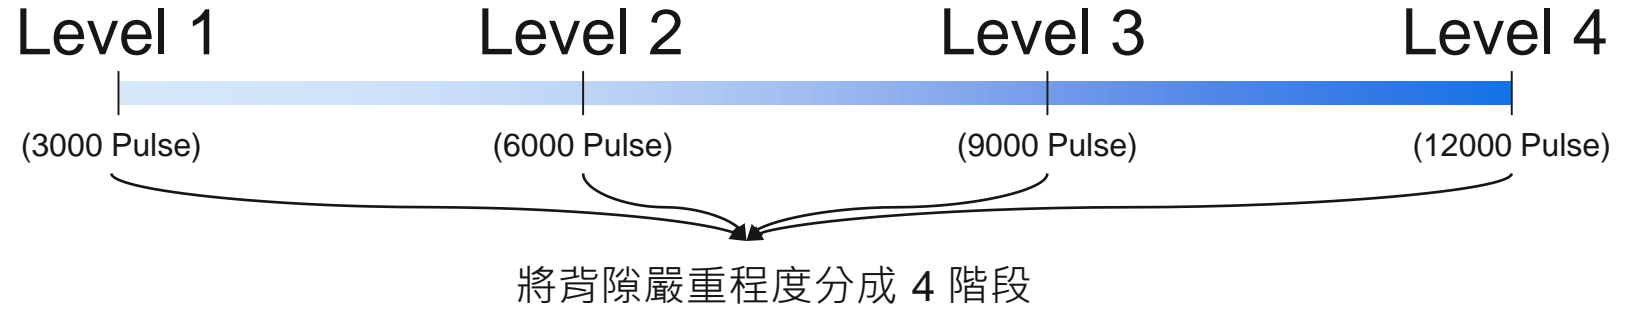 Level 1 Level 2 Level 3 Level 4
(3000 Pulse) (6000 Pulse) (9000 Pulse) (12000 Pulse)
將背隙嚴重程度分成 4 階段